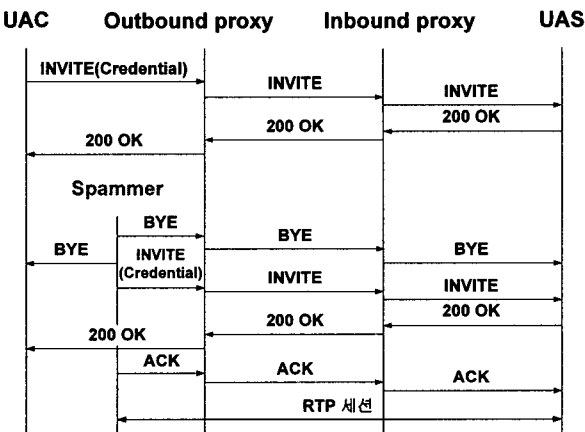 UAC Outbound proxy Inbound proxy UAS
INVITE(Credential)
INVITE
INVITE
200 OK
200 OK
200 OK
Spammer
BYE
BYE
BYE
BYE
INVITE
(Credential)
INVITE
INVITE
200 OK
200 OK
200 OK
ACK
ACK
ACK
RTP 세션